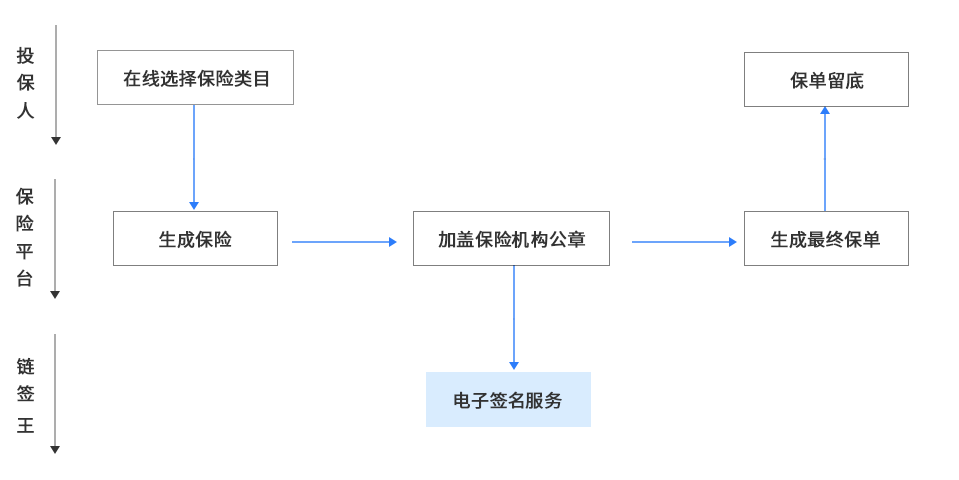 投保人
在线选择保险类目
保单留底
保险平台
生成保险
加盖保险机构公章
生成最终保单
链签王
电子签名服务